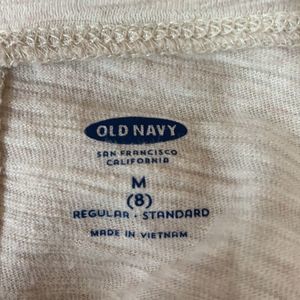 OLD NAVY
SAN FRANCISCO
CALIFORNIA
M
(8)
REGULAR • STANDARD
MADE IN VIETNAM